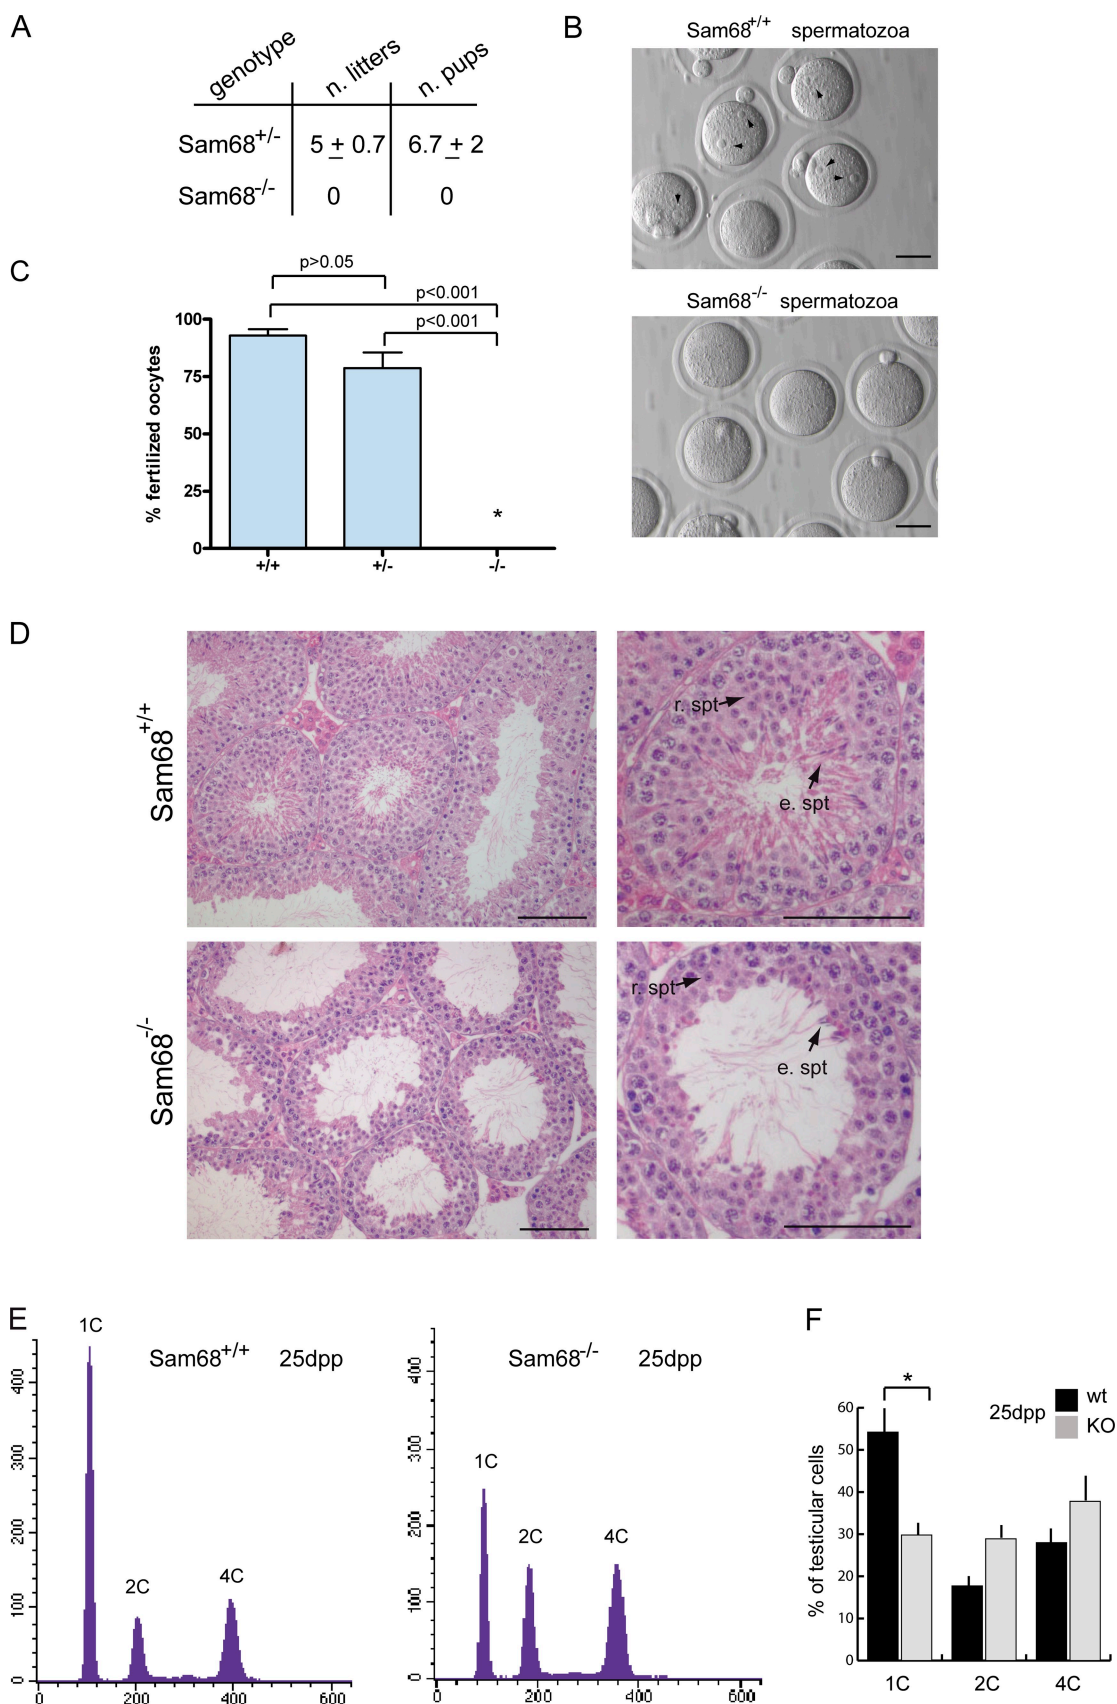 A
genotype n. litters n. pups
Sam68+/- 5 ± 0.7 6.7 ± 2
Sam68-/- 0 0
B
Sam68+/+ spermatozoa
Sam68-/- spermatozoa
C
p>0.05
p<0.001
p<0.001
% fertilized oocytes
100
75
50
25
0
*
+/+ +/- -/-
D
Sam68+/+
r. spt
e. spt
Sam68-/-
r. spt
e. spt
E
1C
Sam68+/+ 25dpp
2C
4C
400
300
200
100
0
0 200 400 600
Sam68-/- 25dpp
1C
2C
4C
400
300
200
100
0
0 200 400 600
F
*
25dpp
wt
KO
% of testicular cells
60
50
40
30
20
10
0
1C 2C 4C